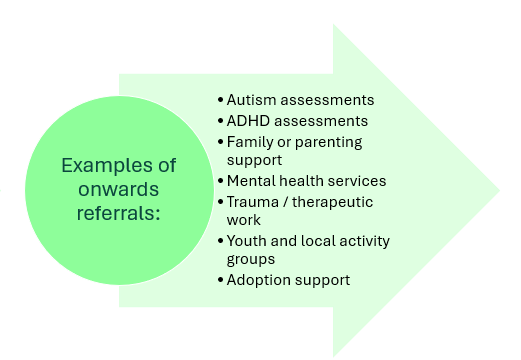 Examples of
onwards
referrals:
• Autism assessments
• ADHD assessments
• Family or parenting
support
• Mental health services
• Trauma / therapeutic
work
• Youth and local activity
groups
• Adoption support